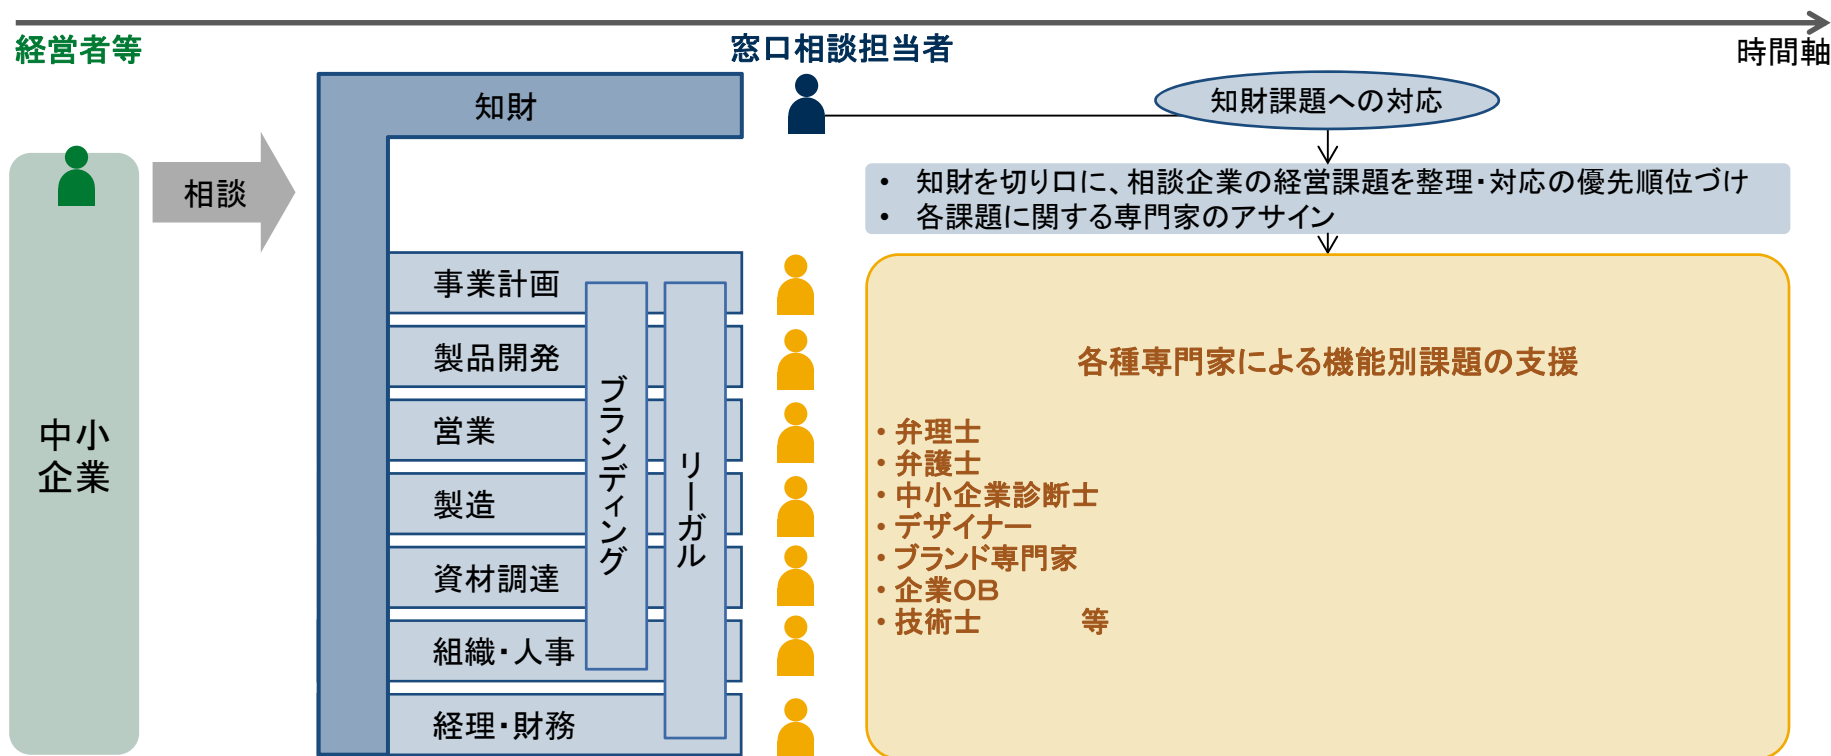 経営者等
窓口相談担当者
時間軸
知財
知財課題への対応
相談
• 知財を切り口に、相談企業の経営課題を整理・対応の優先順位づけ
• 各課題に関する専門家のアサイン
中小
企業
事業計画
製品開発
営業
製造
資材調達
組織・人事
経理・財務
ブランディング
リーガル
各種専門家による機能別課題の支援
・弁理士
・弁護士
・中小企業診断士
・デザイナー
・ブランド専門家
・企業OB
・技術士 等